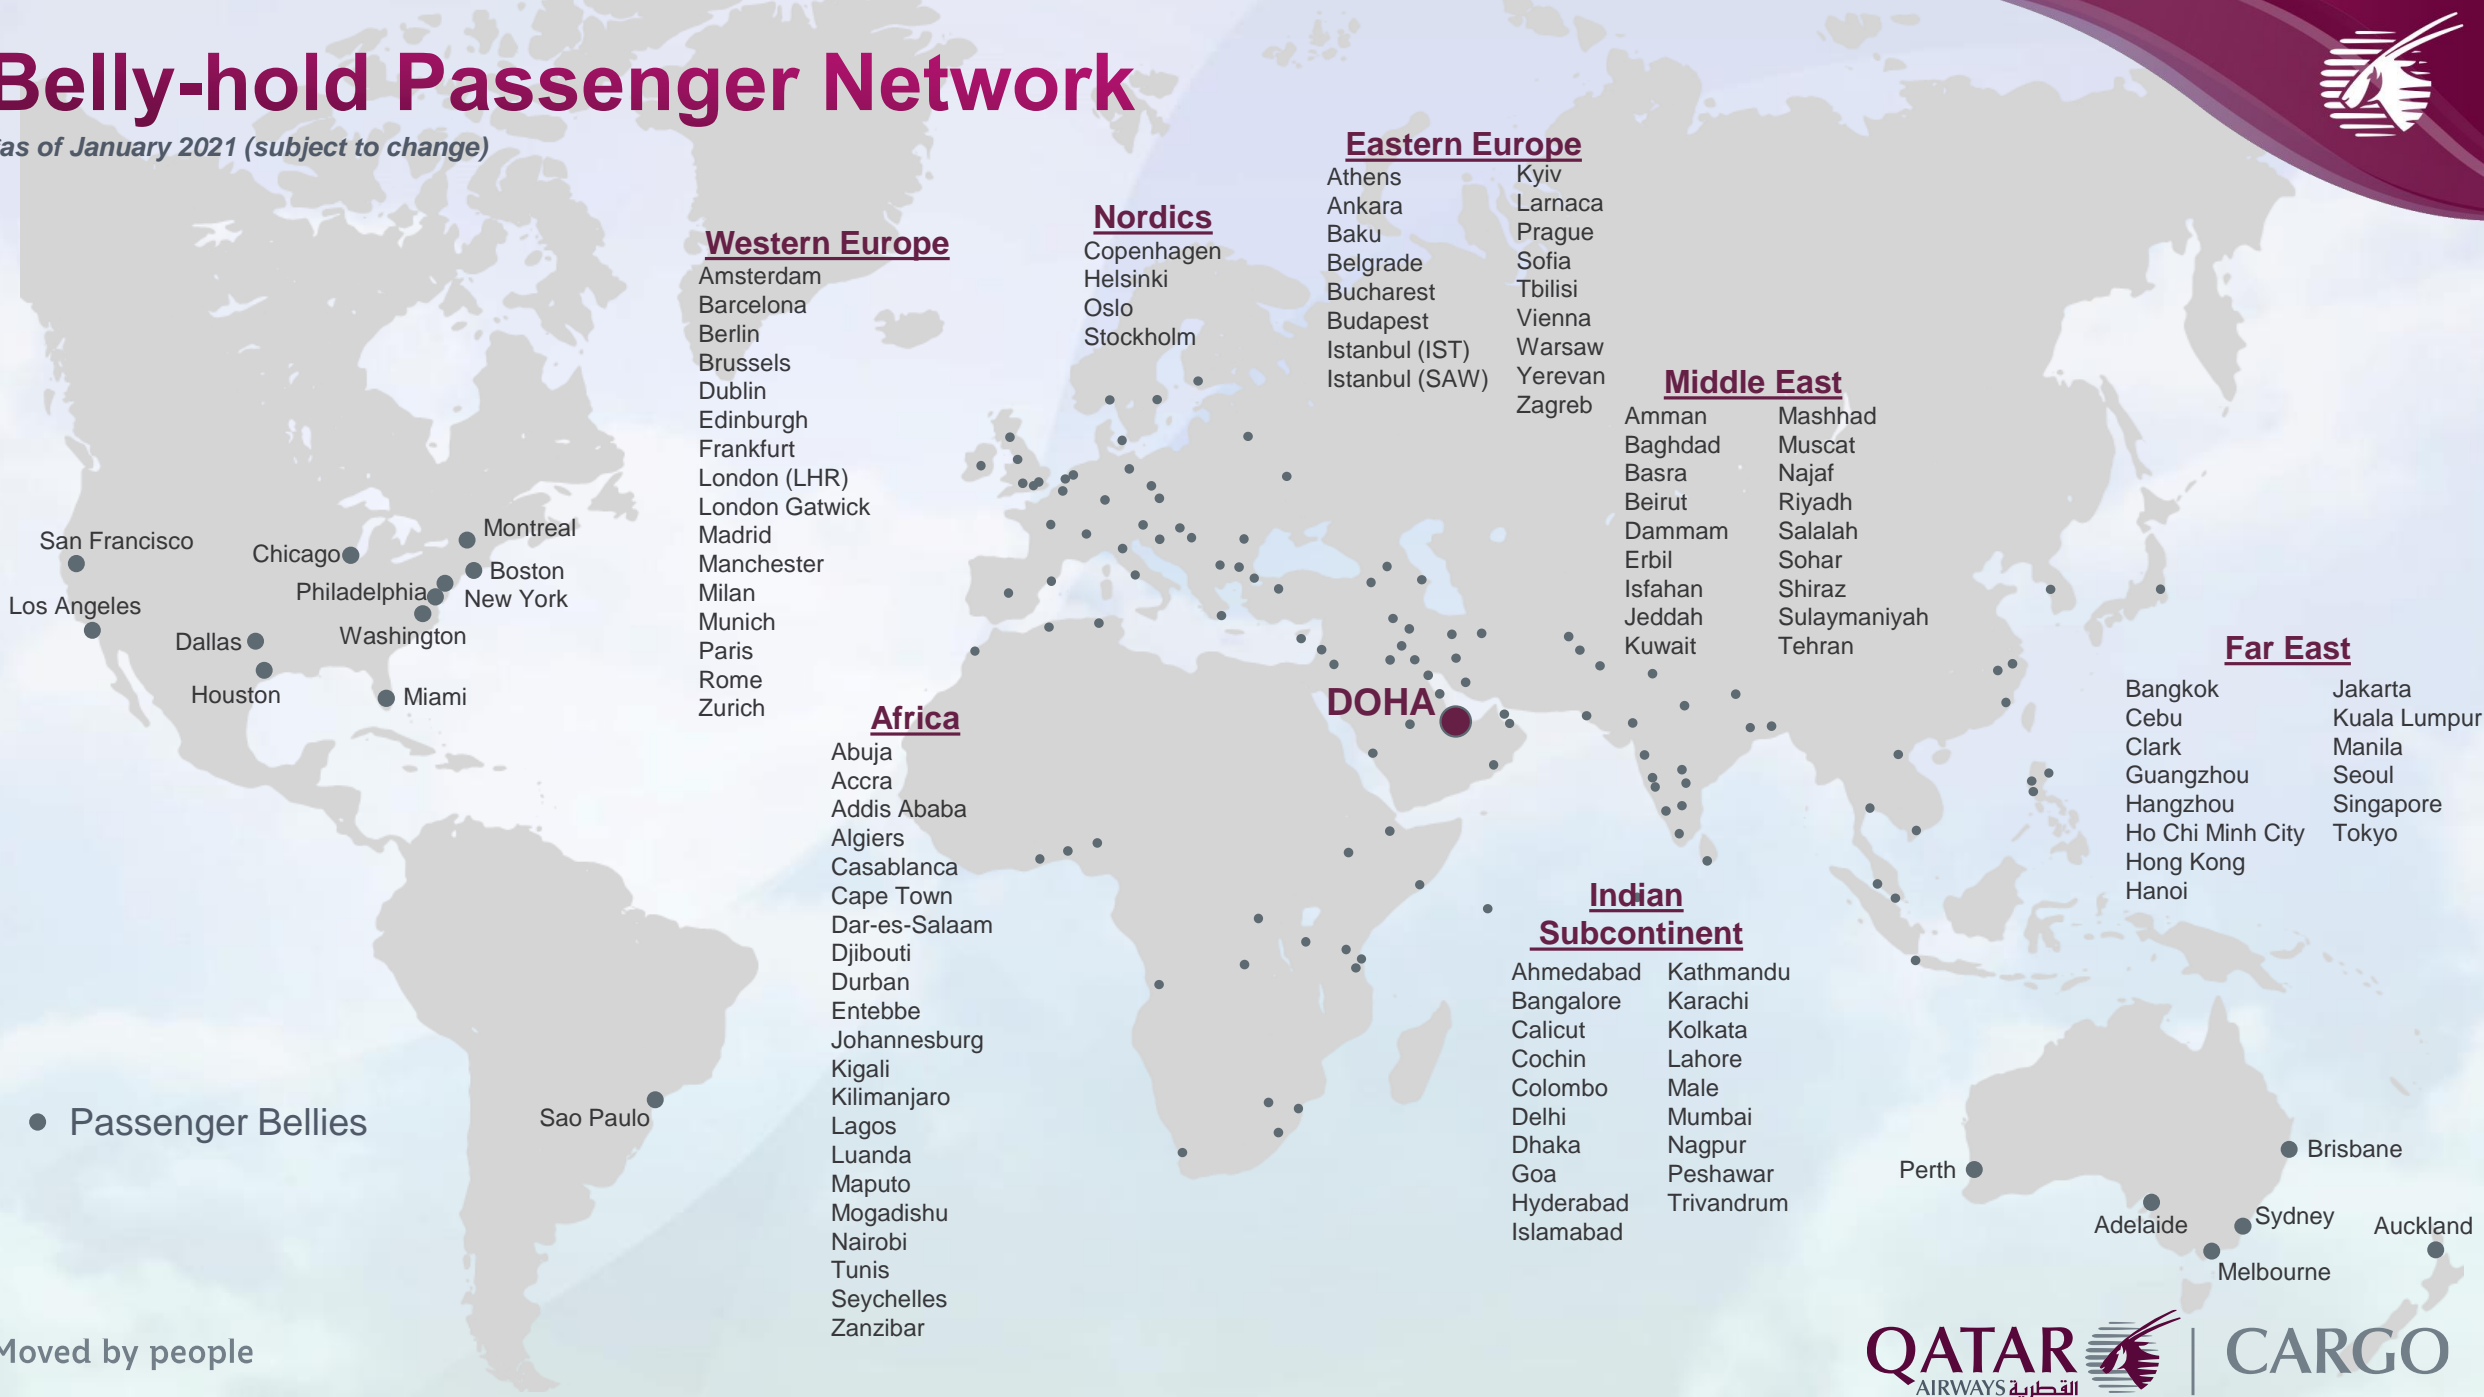 Belly-hold Passenger Network
as of January 2021 (subject to change)
Western Europe
Amsterdam
Barcelona
Berlin
Brussels
Dublin
Edinburgh
Frankfurt
London (LHR)
London Gatwick
Madrid
Manchester
Milan
Munich
Paris
Rome
Zurich
Nordics
Copenhagen
Helsinki
Oslo
Stockholm
Eastern Europe
Athens
Ankara
Baku
Belgrade
Bucharest
Budapest
Istanbul (IST)
Istanbul (SAW)
Kyiv
Larnaca
Prague
Sofia
Tbilisi
Vienna
Warsaw
Yerevan
Zagreb
Middle East
Amman
Baghdad
Basra
Beirut
Dammam
Erbil
Isfahan
Jeddah
Kuwait
Mashhad
Muscat
Najaf
Riyadh
Salalah
Sohar
Shiraz
Sulaymaniyah
Tehran
San Francisco
Los Angeles
Chicago
Philadelphia
Dallas
Houston
Montreal
Boston
New York
Washington
Miami
DOHA
Far East
Bangkok
Cebu
Clark
Guangzhou
Hangzhou
Ho Chi Minh City
Hong Kong
Hanoi
Jakarta
Kuala Lumpur
Manila
Seoul
Singapore
Tokyo
Africa
Abuja
Accra
Addis Ababa
Algiers
Casablanca
Cape Town
Dar-es-Salaam
Djibouti
Durban
Entebbe
Johannesburg
Kigali
Kilimanjaro
Lagos
Luanda
Maputo
Mogadishu
Nairobi
Tunis
Seychelles
Zanzibar
Indian
Subcontinent
Ahmedabad
Bangalore
Calicut
Cochin
Colombo
Delhi
Dhaka
Goa
Hyderabad
Islamabad
Kathmandu
Karachi
Kolkata
Lahore
Male
Mumbai
Nagpur
Peshawar
Trivandrum
Sao Paulo
Passenger Bellies
Perth
Brisbane
Adelaide
Sydney
Auckland
Melbourne
Moved by people
QATAR
AIRWAYS القطرية
CARGO